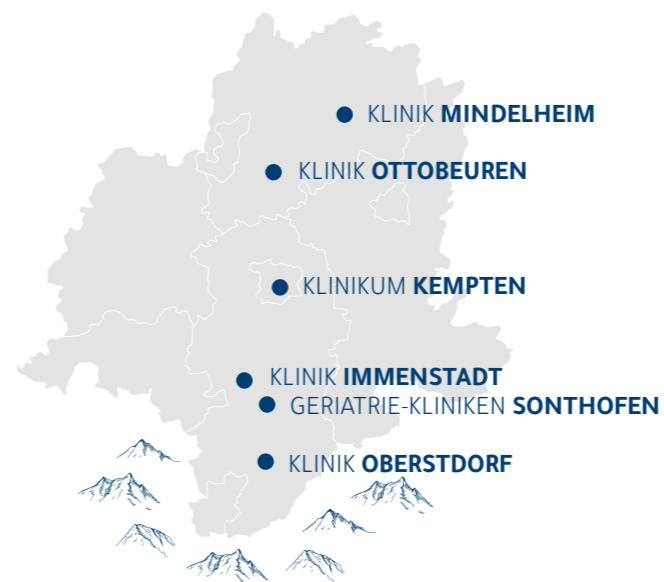 KLINIK MINDELHEIM
KLINIK OTTOBEUREN
KLINIKUM KEMPTEN
KLINIK IMMENSTADT
GERIATRIE-KLINIKEN SONTHOFEN
KLINIK OBERSTDORF